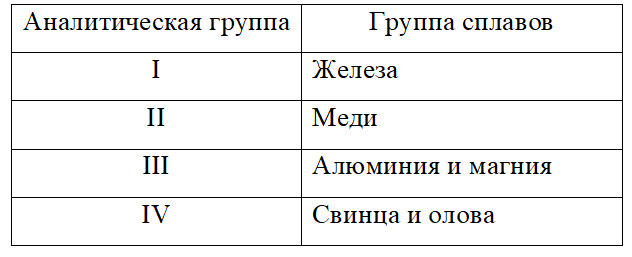 Аналитическая группа Группа сплавов
I Железа
II Меди
III Алюминия и магния
IV Свинца и олова